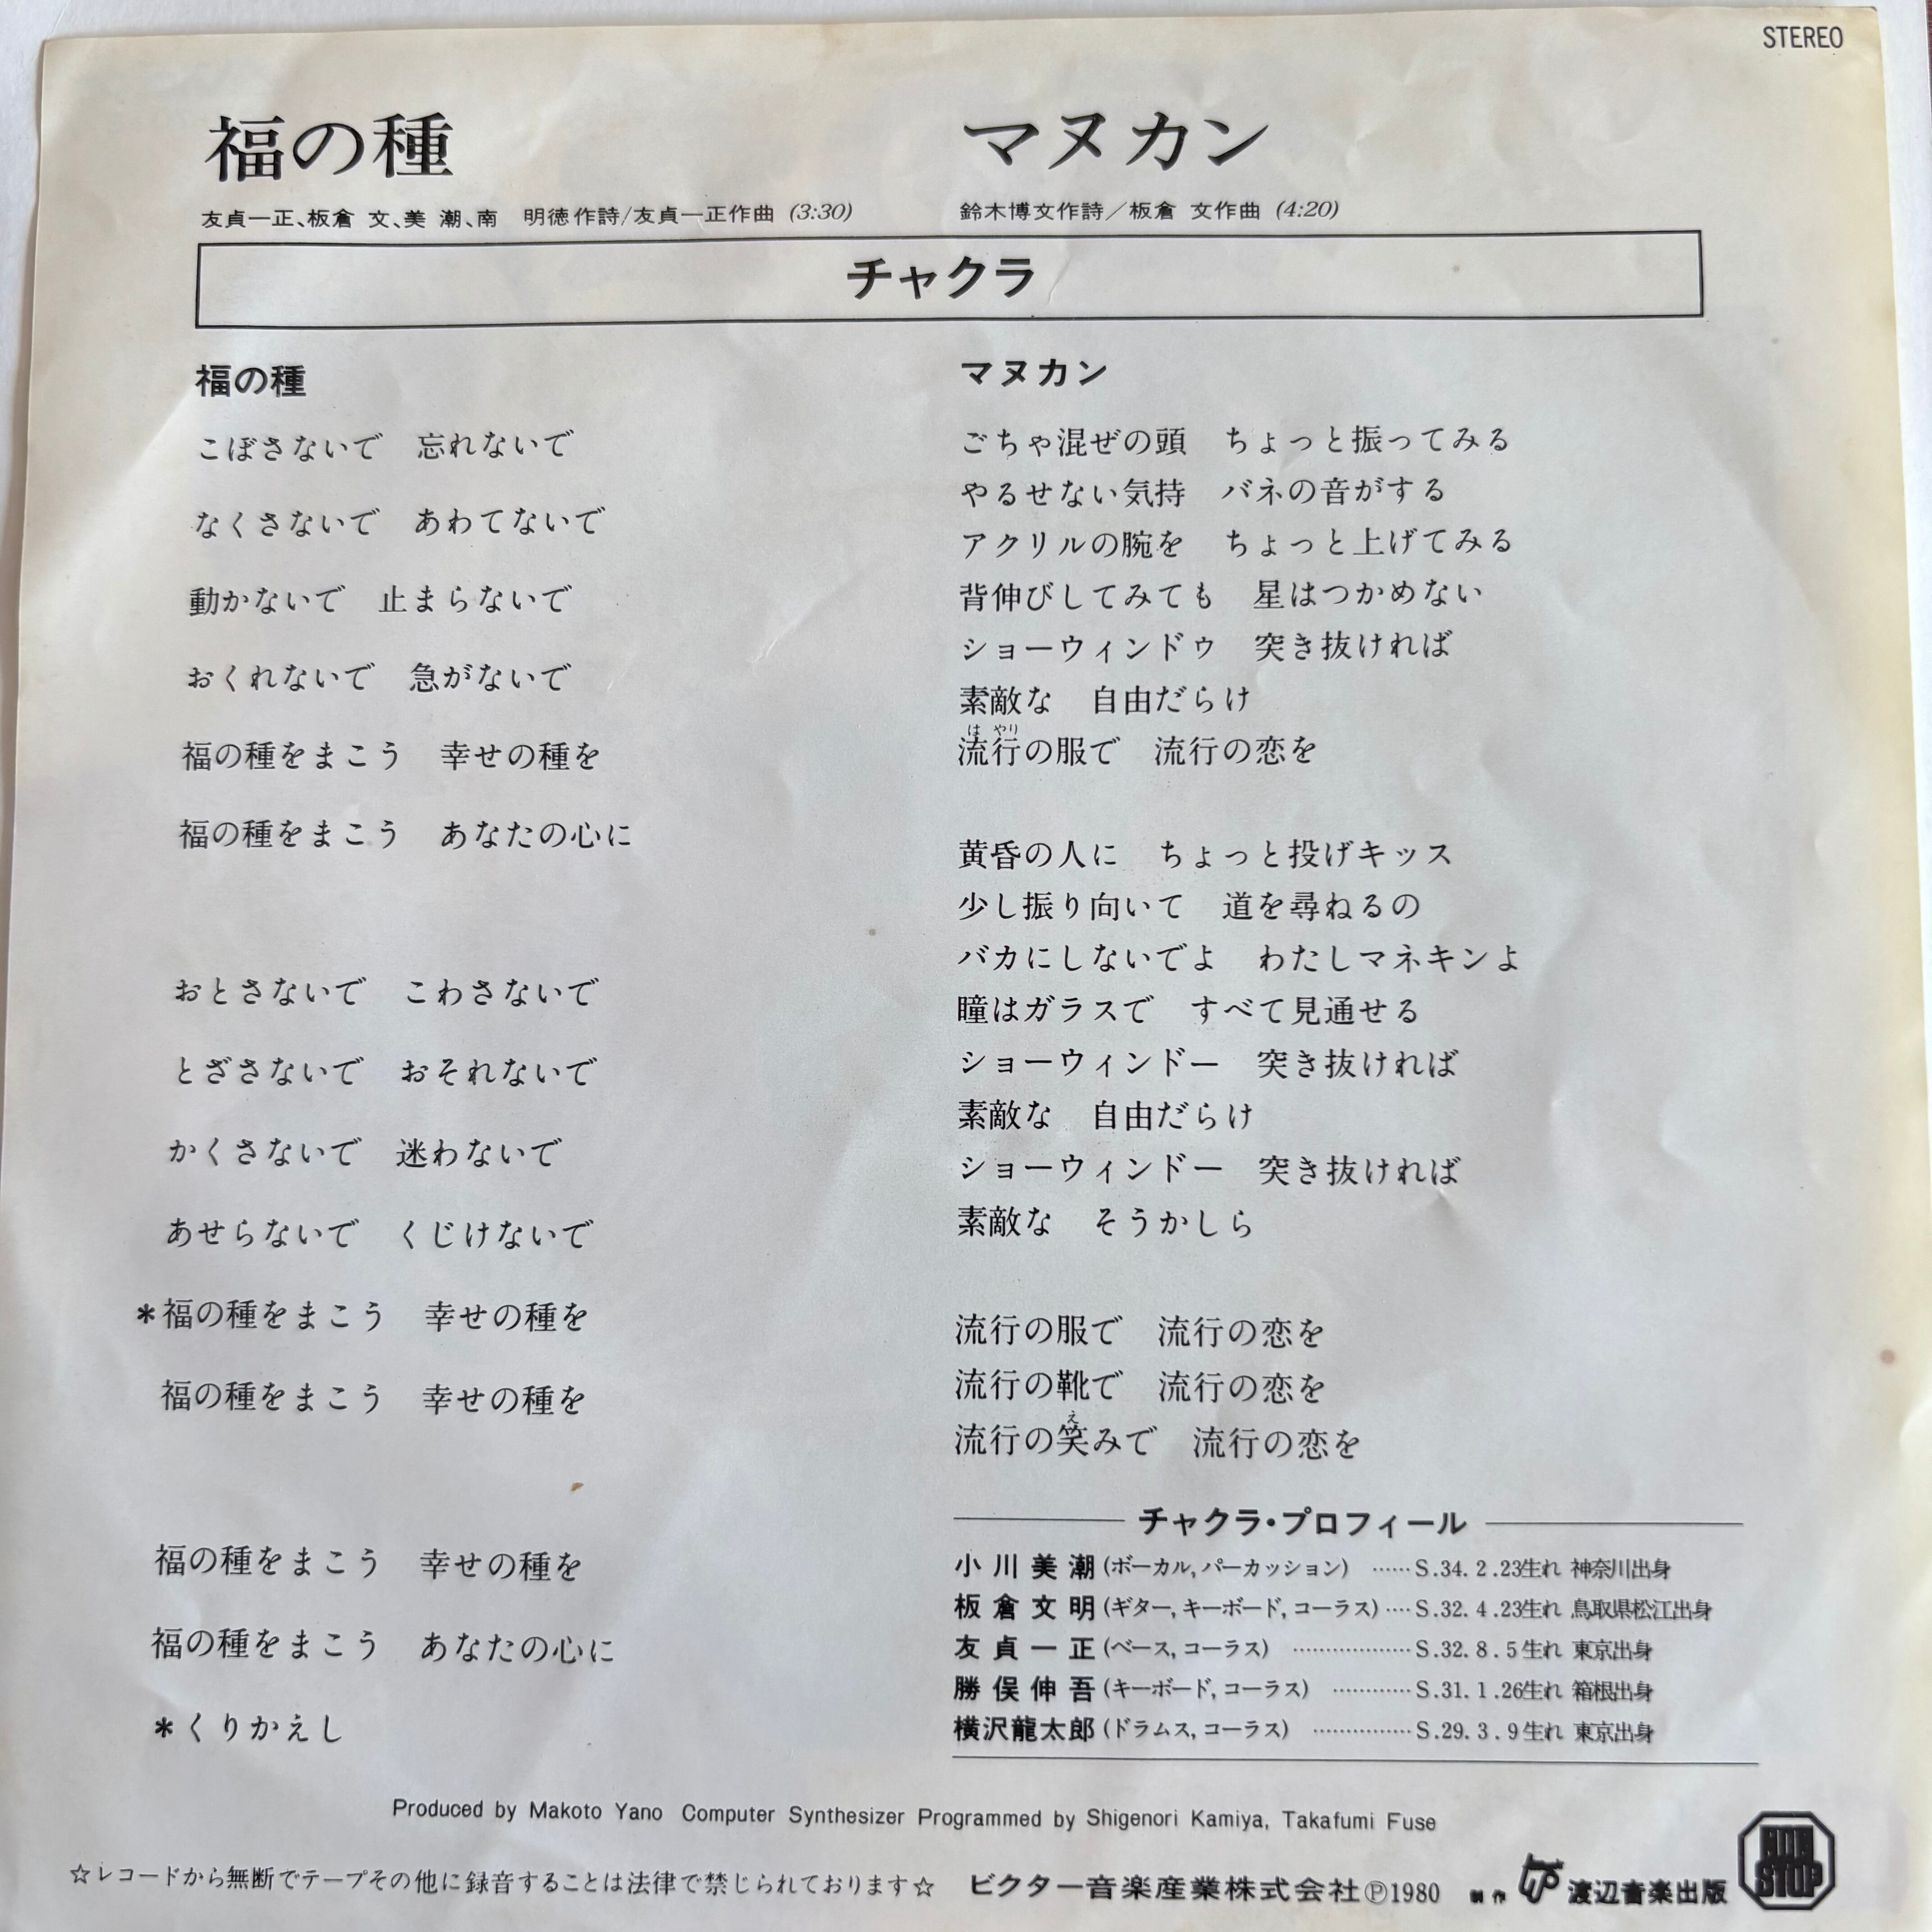 STEREO
福の種
友貞一正、板倉 文、美 潮、南 明徳作詩/友貞一正作曲 (3:30)
マヌカン
鈴木博文作詩/板倉 文作曲 (4:20)
チャクラ
福の種
こぼさないで 忘れないで
なくさないで あわてないで
動かないで 止まらないで
おくれないで 急がないで
福の種をまこう 幸せの種を
福の種をまこう あなたの心に
おとさないで こわさないで
とざさないで おそれないで
かくさないで 迷わないで
あせらないで くじけないで
*福の種をまこう 幸せの種を
福の種をまこう 幸せの種を
福の種をまこう 幸せの種を
福の種をまこう あなたの心に
*くりかえし
マヌカン
ごちゃ混ぜの頭 ちょっと振ってみる
やるせない気持 バネの音がする
アクリルの腕を ちょっと上げてみる
背伸びしてみても 星はつかめない
ショーウィンドゥ 突き抜ければ
素敵な 自由だらけ
は やり
流行の服で 流行の恋を
黄昏の人に ちょっと投げキッス
少し振り向いて 道を尋ねるの
バカにしないでよ わたしマネキンよ
瞳はガラスで すべて見通せる
ショーウィンドー 突き抜ければ
素敵な 自由だらけ
ショーウィンドー 突き抜ければ
素敵な そうかしら
流行の服で 流行の恋を
流行の靴で 流行の恋を
え
流行の笑みで 流行の恋を
チャクラ・プロフィール
小川美潮(ボーカル, パーカッション) ……S.34. 2 .23生れ 神奈川出身
板倉文明(ギター, キーボード, コーラス)‥‥S.32. 4 .23生れ 鳥取県松江出身
友貞一正(ベース, コーラス) ………………S.32. 8 . 5生れ 東京出身
勝俣伸吾(キーボード, コーラス) …………S.31. 1 .26生れ 箱根出身
横沢龍太郎(ドラムス, コーラス) ……………S.29. 3 . 9生れ 東京出身
Produced by Makoto Yano Computer Synthesizer Programmed by Shigenori Kamiya, Takafumi Fuse
☆レコードから無断でテープその他に録音することは法律で禁じられております☆
ビクター音楽産業株式会社Ⓟ1980
制作 渡辺音楽出版
NON STOP